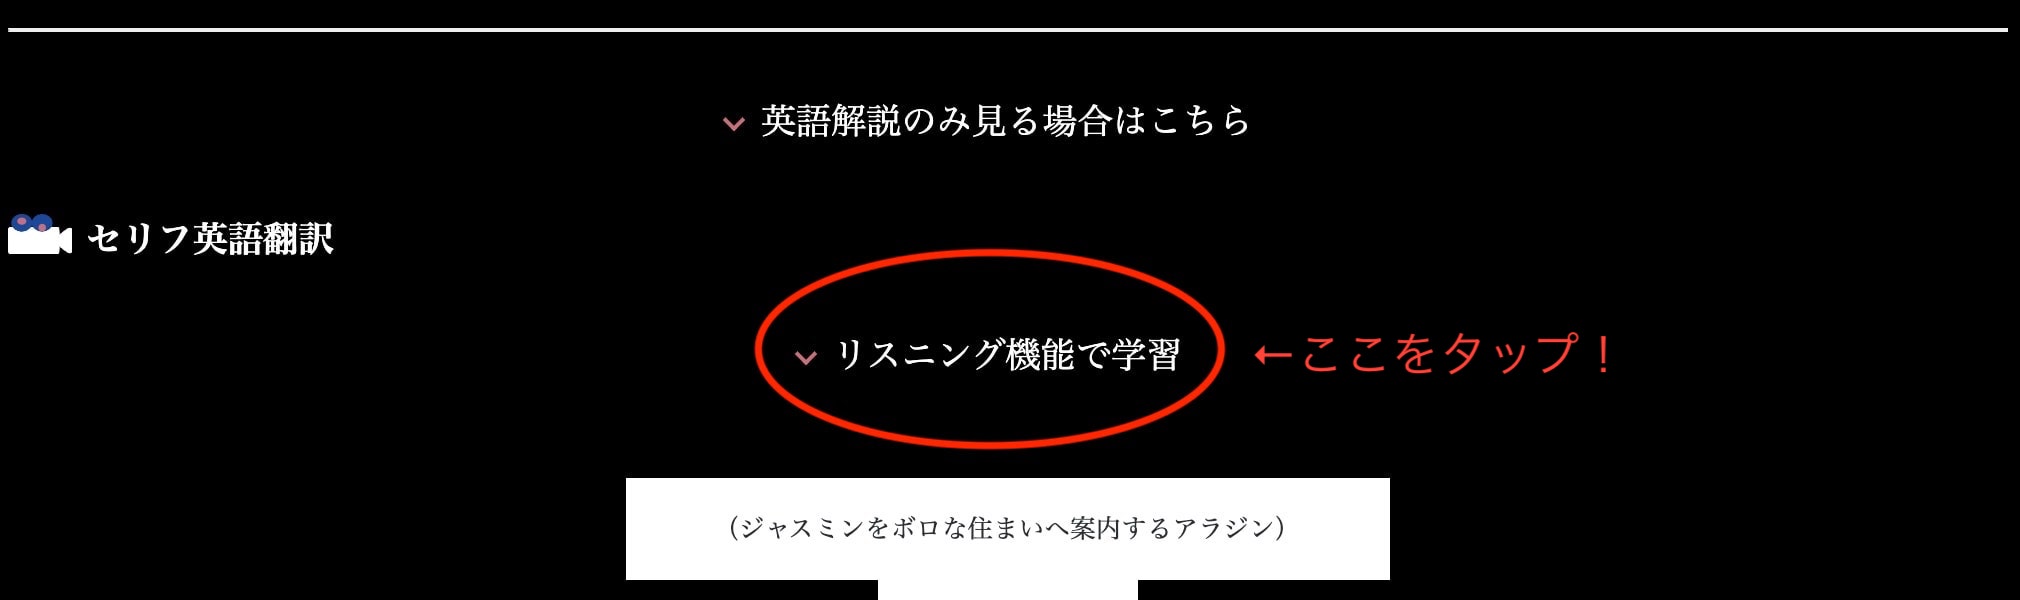 英語解説のみ見る場合はこちら
セリフ英語翻訳
リスニング機能で学習 ←ここをタップ！
（ジャスミンをボロな住まいへ案内するアラジン）